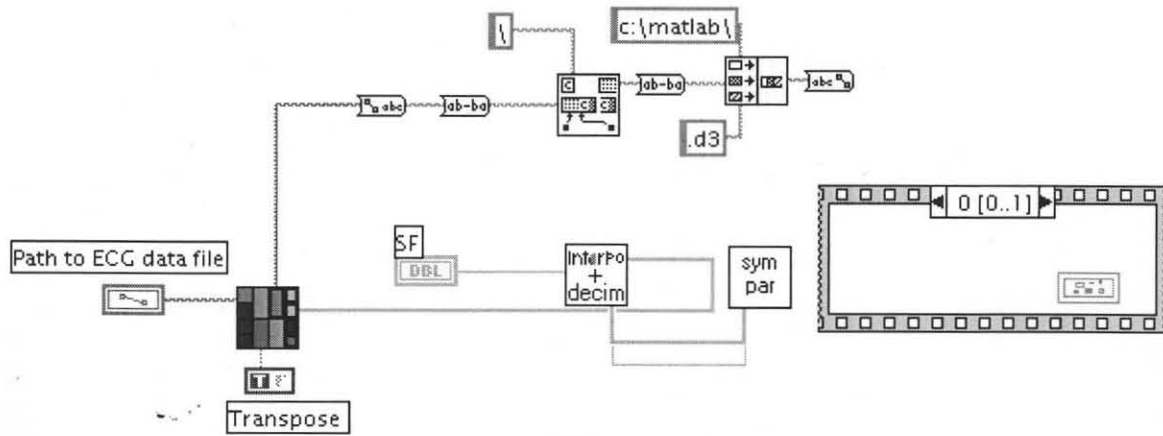 \
c:\matlab\
abc
ab-ba
ab-ba
abc
.d3
0 [0..1]
Path to ECG data file
SF
DBL
Interpo
+
decim
sym
par
T F
Transpose